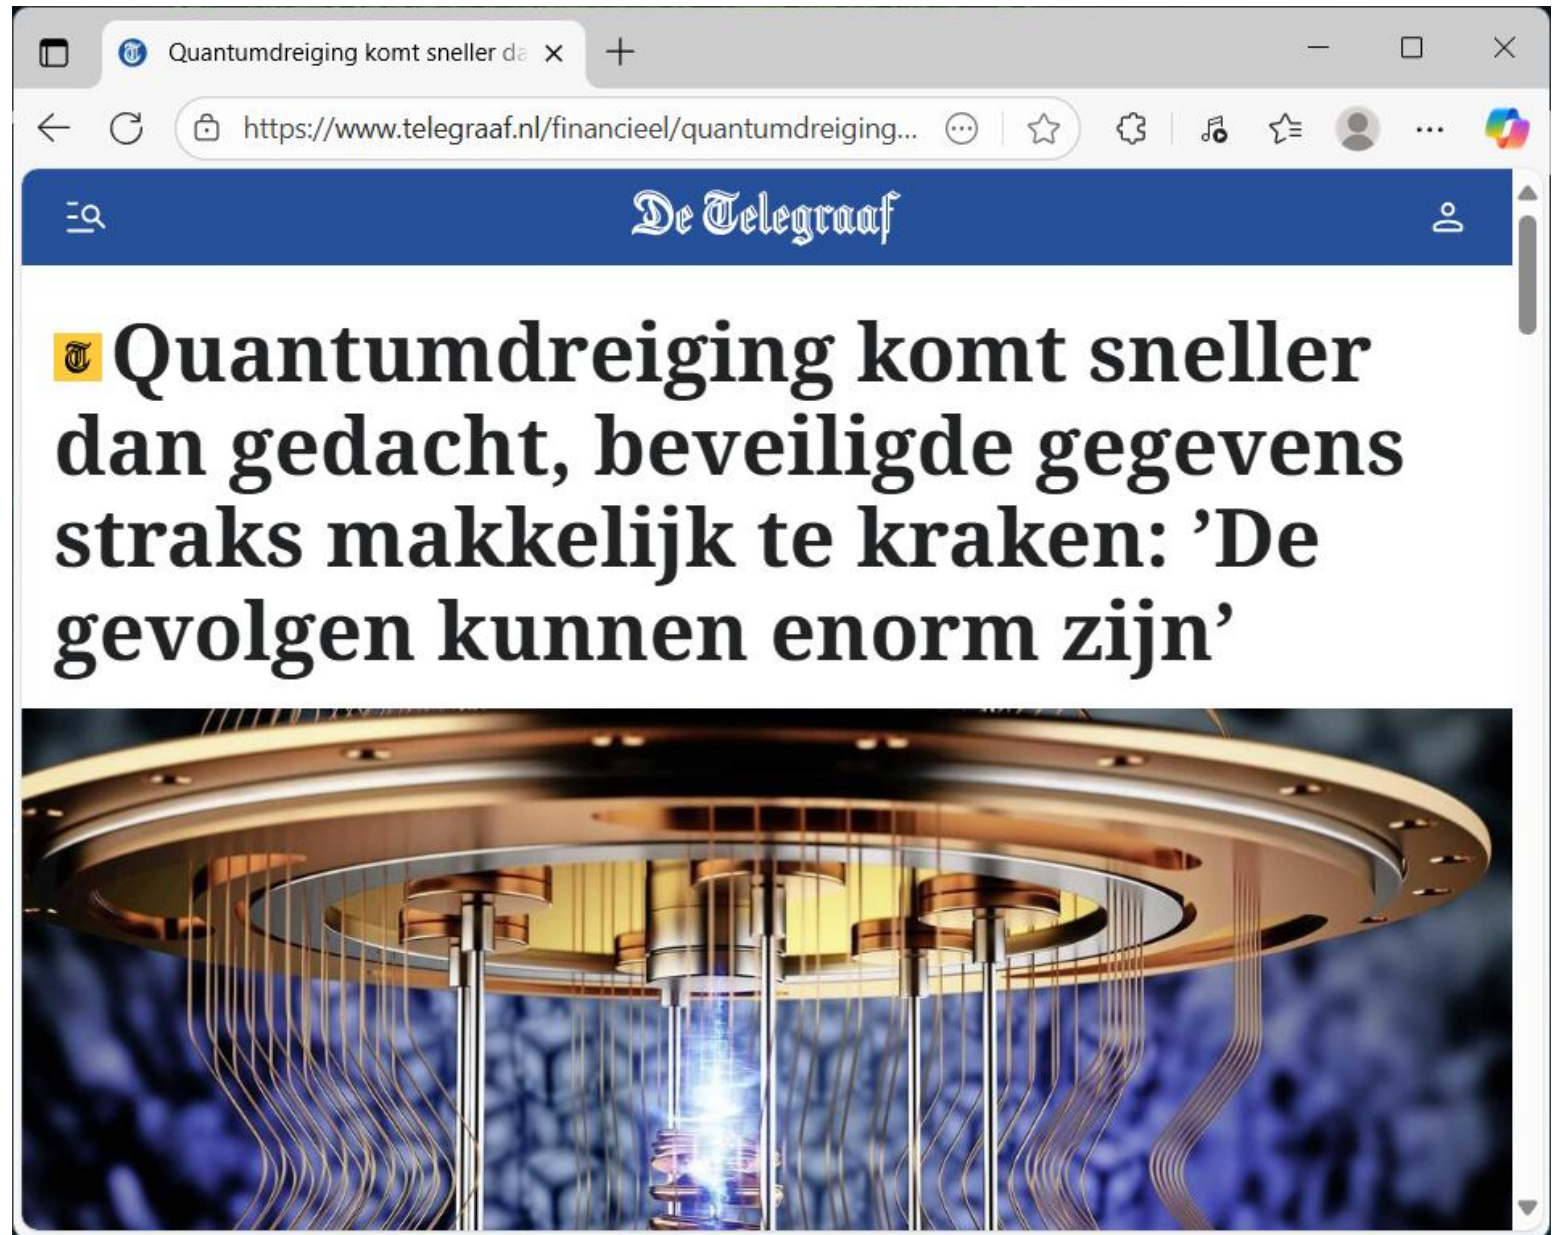 Quantumdreiging komt sneller da
https://www.telegraaf.nl/financieel/quantumdreiging...
De Telegraaf
Quantumdreiging komt sneller
dan gedacht, beveiligde gegevens
straks makkelijk te kraken: ’De
gevolgen kunnen enorm zijn’